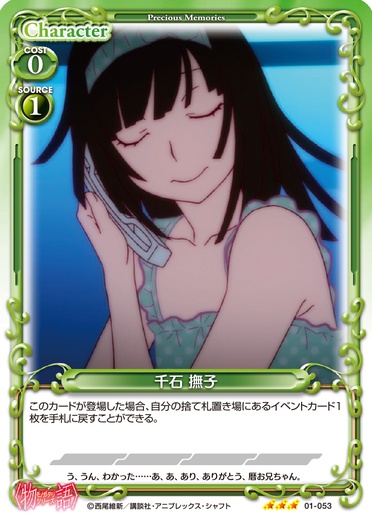 Precious Memories
Character
COST
0
SOURCE
1
千石 撫子
このカードが登場した場合、自分の捨て札置き場にあるイベントカード1
枚を手札に戻すことができる。
う、うん、わかった……あ、あ、あり、ありがとう、暦お兄ちゃん。
物語
©西尾維新／講談社・アニプレックス・シャフト
01-053